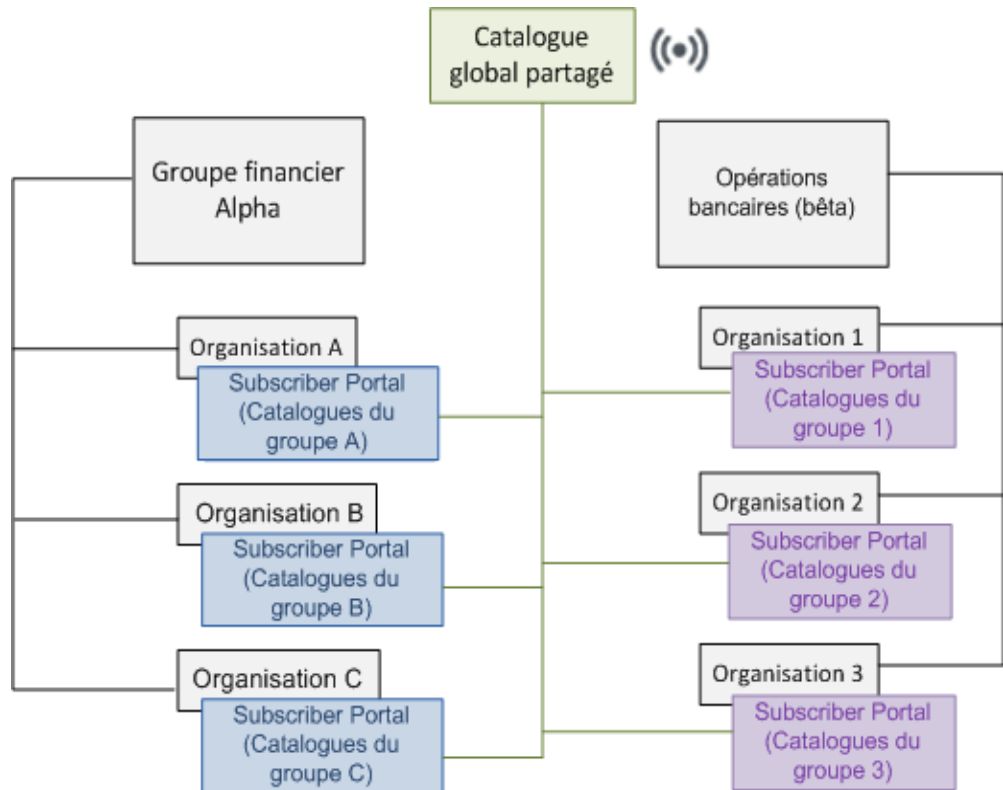 Catalogue
global partagé
Groupe financier
Alpha
Opérations
bancaires (bêta)
Organisation A
Subscriber Portal
(Catalogues du
groupe A)
Organisation 1
Subscriber Portal
(Catalogues du
groupe 1)
Organisation B
Subscriber Portal
(Catalogues du
groupe B)
Organisation 2
Subscriber Portal
(Catalogues du
groupe 2)
Organisation C
Subscriber Portal
(Catalogues du
groupe C)
Organisation 3
Subscriber Portal
(Catalogues du
groupe 3)